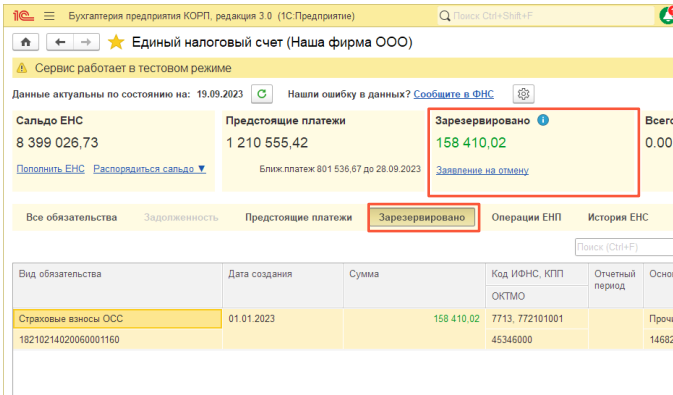 1С Бухгалтерия предприятия КОРП, редакция 3.0 (1С:Предприятие) Поиск Ctrl+Shift+F
Единый налоговый счет (Наша фирма ООО)
Сервис работает в тестовом режиме
Данные актуальны по состоянию на: 19.09.2023 Нашли ошибку в данных? Сообщите в ФНС
Сальдо ЕНС Предстоящие платежи Зарезервировано Всего
8 399 026,73 1 210 555,42 158 410,02 0.00
Пополнить ЕНС Распорядиться сальдо Ближ.платеж 801 536,67 до 28.09.2023 Заявление на отмену
Все обязательства Задолженность Предстоящие платежи Зарезервировано Операции ЕНП История ЕНС
Поиск (Ctrl+F)
Вид обязательства Дата создания Сумма Код ИФНС, КПП Отчетный период Осно
ОКТМО
Страховые взносы ОСС 01.01.2023 158 410,02 7713, 772101001 Прочи
18210214020060001160 45346000 14682